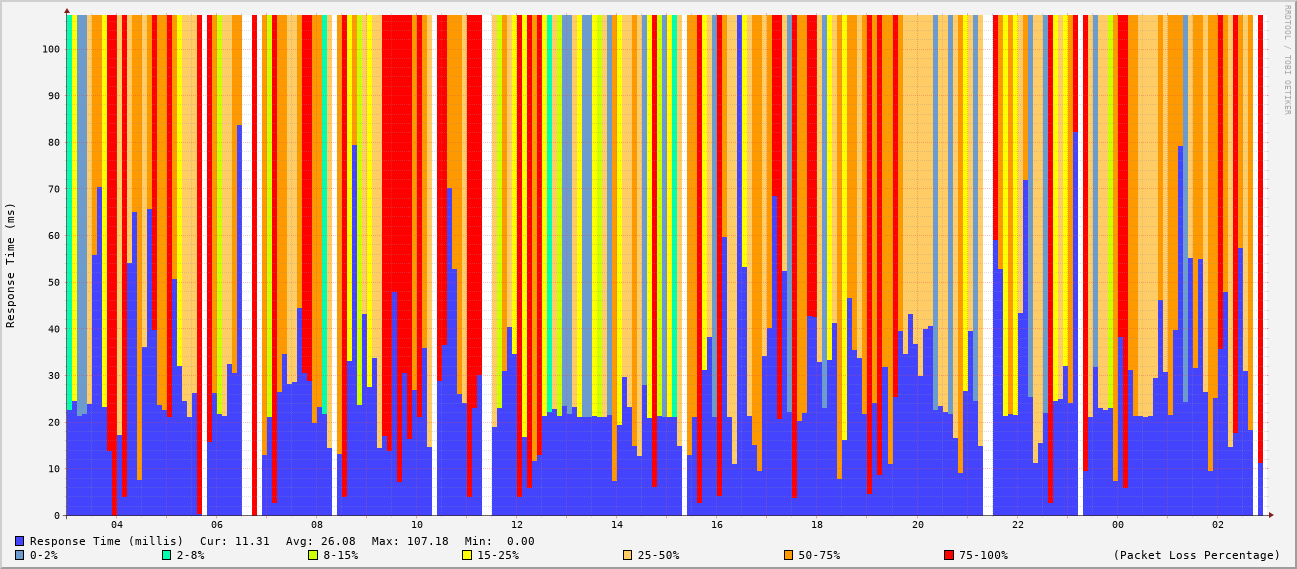 RRDTOOL / TOBI OETIKER
Response Time (ms)
100
90
80
70
60
50
40
30
20
10
0
04 06 08 10 12 14 16 18 20 22 00 02
Response Time (millis) Cur: 11.31 Avg: 26.08 Max: 107.18 Min: 0.00
0-2% 2-8% 8-15% 15-25% 25-50% 50-75% 75-100% (Packet Loss Percentage)